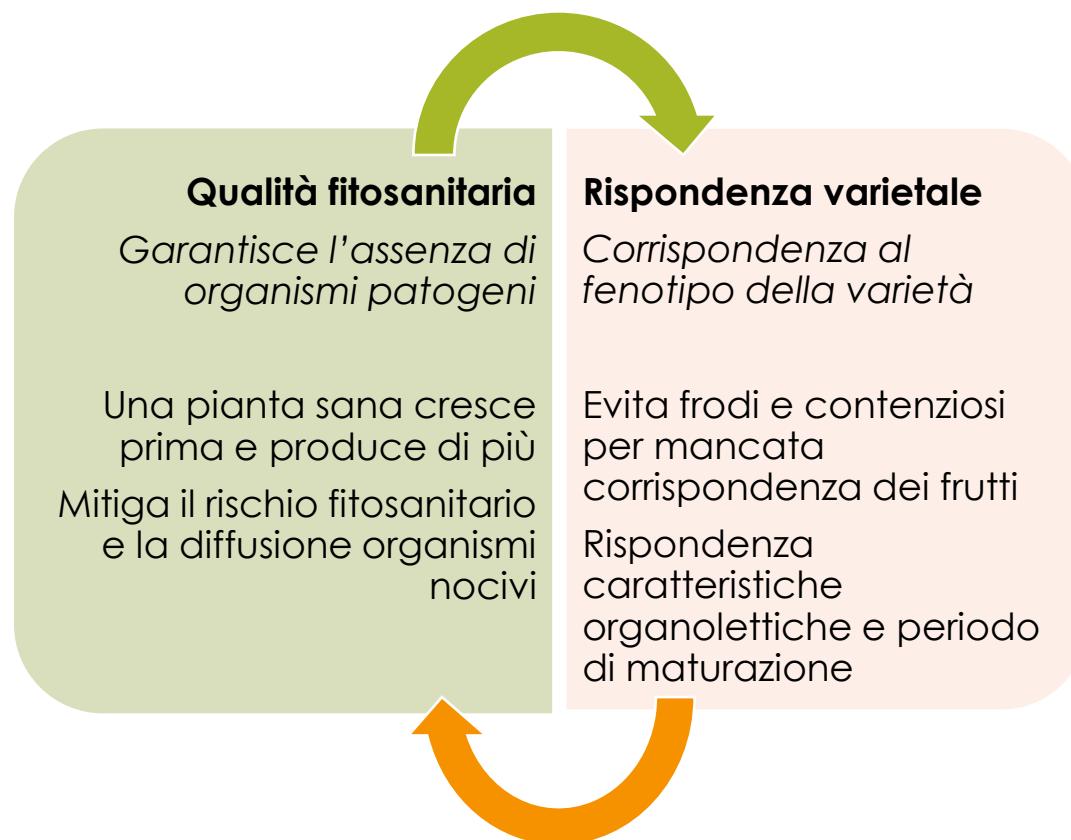 Qualità fitosanitaria
Garantisce l’assenza di
organismi patogeni
Una pianta sana cresce
prima e produce di più
Mitiga il rischio fitosanitario
e la diffusione organismi
nocivi
Rispondenza varietale
Corrispondenza al
fenotipo della varietà
Evita frodi e contenziosi
per mancata
corrispondenza dei frutti
Rispondenza
caratteristiche
organolettiche e periodo
di maturazione